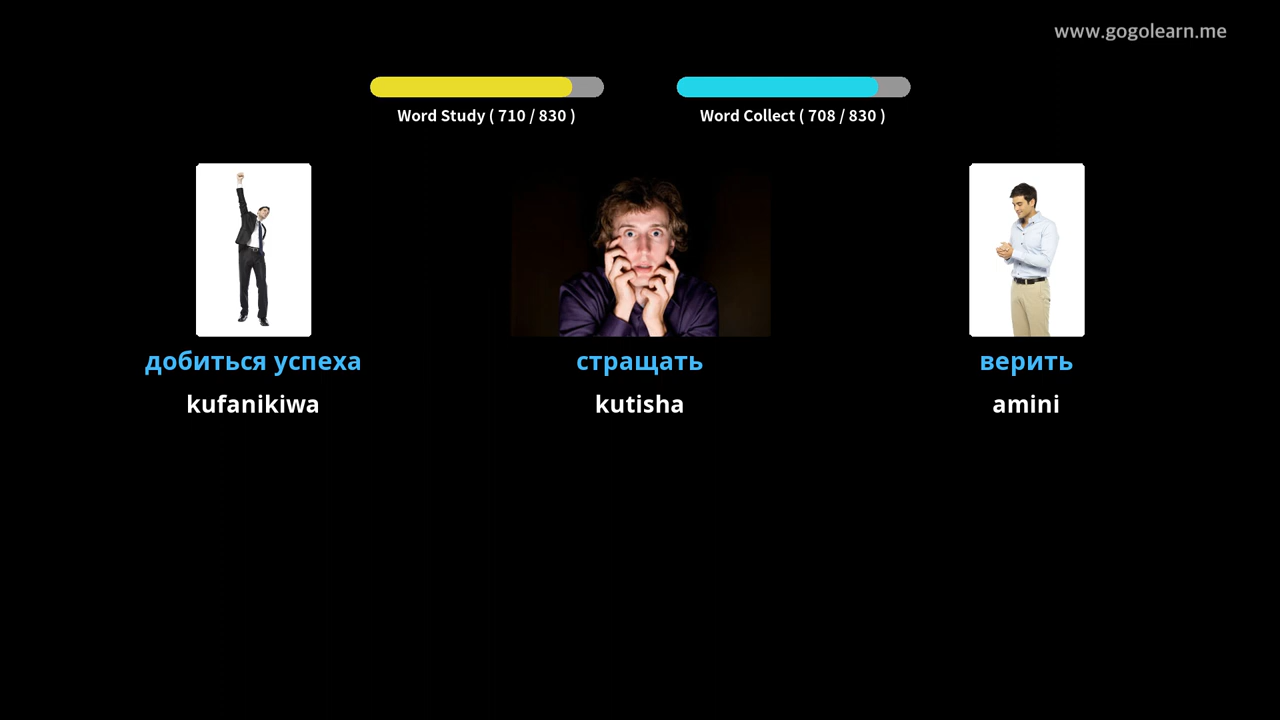 www.gogolearn.me
Word Study ( 710 / 830 )
Word Collect ( 708 / 830 )
добиться успеха
стращать
верить
kufanikiwa
kutisha
amini